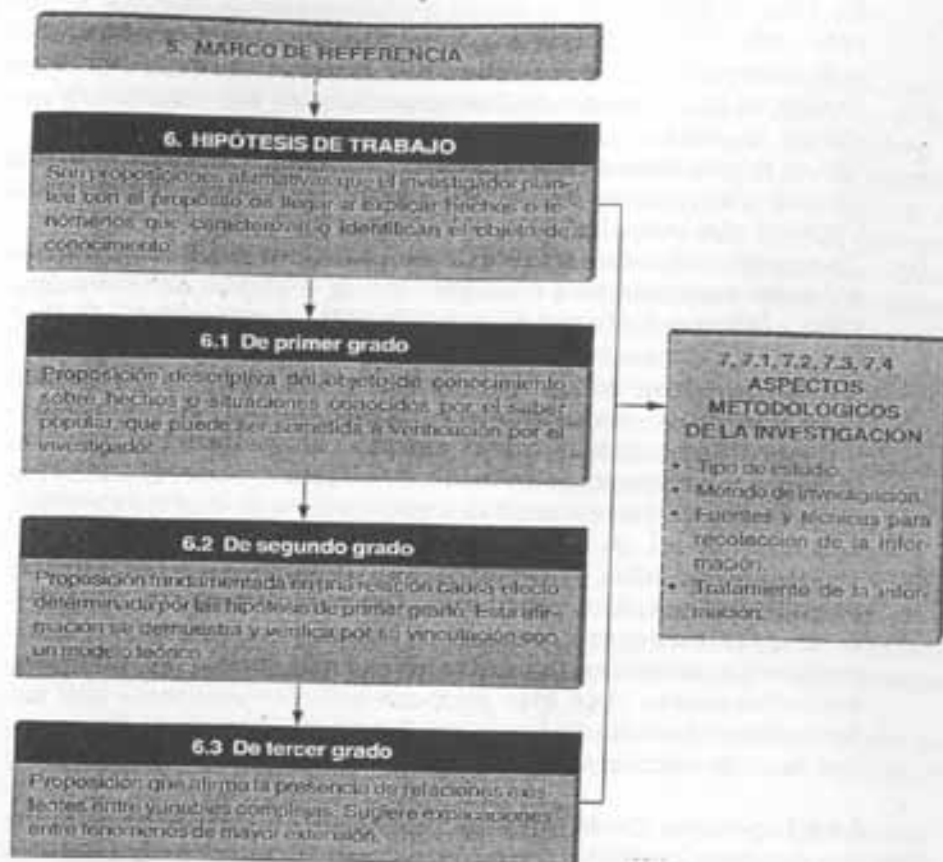 5. MARCO DE REFERENCIA
6. HIPÓTESIS DE TRABAJO
Son proposiciones afirmativas que el investigador plan-
tea con el propósito de llegar a explicar hechos o fe-
nómenos que caracterizan o identifican el objeto de
conocimiento.
6.1 De primer grado
Proposición descriptiva del objeto de conocimiento
sobre hechos o situaciones conocidos por el saber
popular, que puede ser sometida a verificación por el
investigador.
6.2 De segundo grado
Proposición fundamentada en una relación causa-efecto
determinada por las hipótesis de primer grado. Esta afir-
mación se demuestra y verifica por su vinculación con
un modelo teórico.
6.3 De tercer grado
Proposición que afirma la presencia de relaciones exis-
tentes entre variables complejas. Sugiere explicaciones
entre fenómenos de mayor extensión.
7, 7.1, 7.2, 7.3, 7.4
ASPECTOS
METODOLÓGICOS
DE LA INVESTIGACIÓN
• Tipo de estudio.
• Método de investigación.
• Fuentes y técnicas para
recolección de la infor-
mación.
• Tratamiento de la infor-
mación.